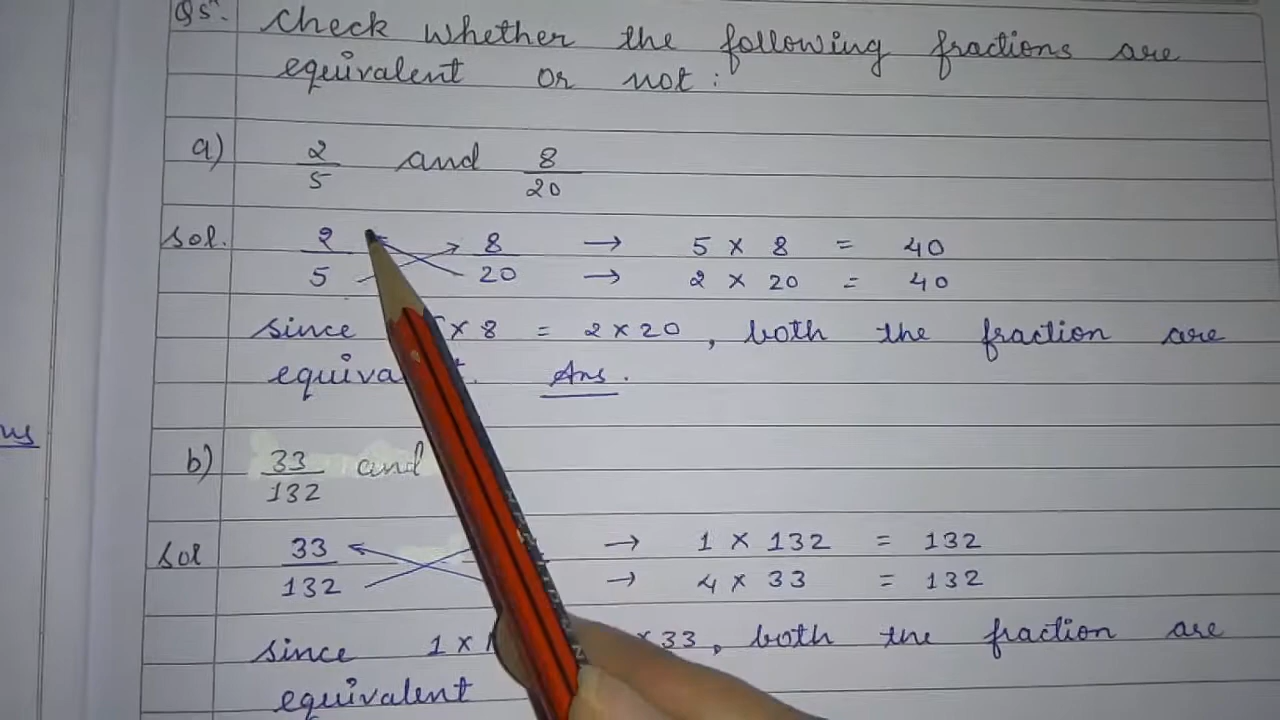 Q5.
Check whether the following fractions are
equivalent or not:
a) 2/5 and 8/20
Sol. 2/5 8/20 → 5 × 8 = 40
→ 2 × 20 = 40
Since × 8 = 2 × 20, both the fraction are
equivalent. Ans.
b) 33/132 and
Sol 33/132 → 1 × 132 = 132
→ 4 × 33 = 132
Since 1 × × 33, both the fraction are
equivalent